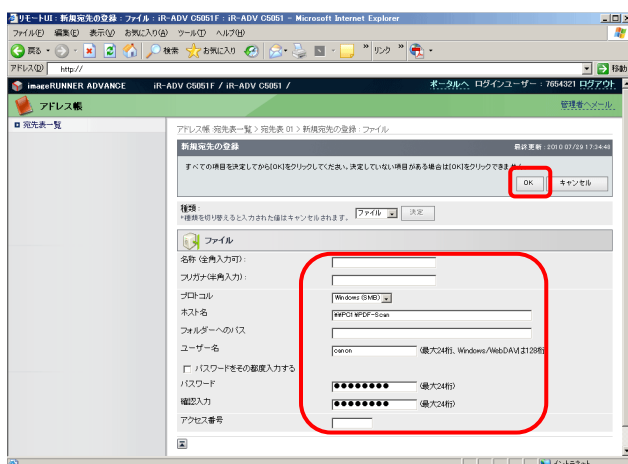 リモートUI : 新規宛先の登録 : ファイル : iR-ADV C5051F : iR-ADV C5051 - Microsoft Internet Explorer
ファイル(F) 編集(E) 表示(V) お気に入り(A) ツール(T) ヘルプ(H)
戻る 検索 お気に入り リンク
アドレス(D) http:// 移動
imageRUNNER ADVANCE iR-ADV C5051F / iR-ADV C5051 / ポータルへ ログインユーザー : 7654321 ログアウト
アドレス帳 管理者へメール
宛先表一覧
アドレス帳 : 宛先表一覧 > 宛先表 01 > 新規宛先の登録 : ファイル
新規宛先の登録 最終更新 : 2010 07/29 17:34:46
すべての項目を決定してから[OK]をクリックしてください。決定していない項目がある場合は[OK]をクリックできません
OK キャンセル
種類 :
*種類を切り替えると入力された値はキャンセルされます。 ファイル 決定
ファイル
名称 (全角入力可) :
フリガナ(半角入力) :
プロトコル Windows (SMB)
ホスト名 ¥¥PC1¥PDF-Scan
フォルダーへのパス
ユーザー名 canon (最大24桁、Windows/WebDAVは128桁)
パスワードをその都度入力する
パスワード ●●●●●●●● (最大24桁)
確認入力 ●●●●●●●● (最大24桁)
アクセス番号